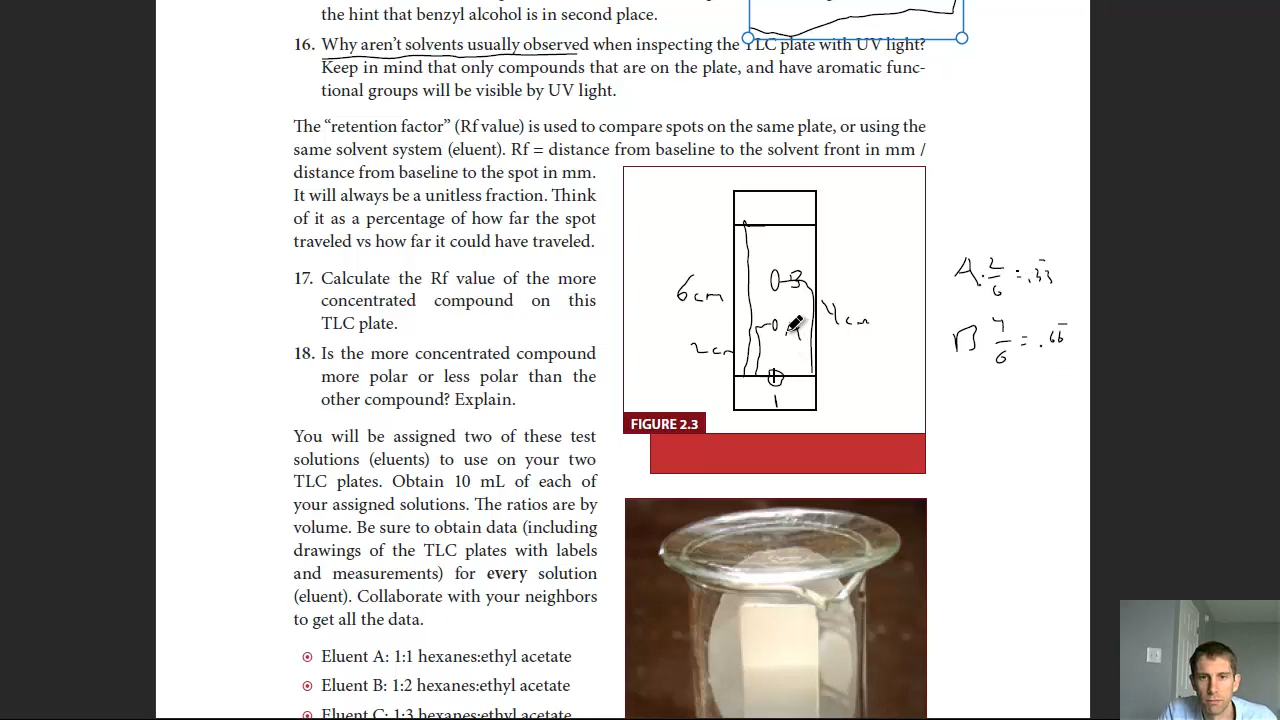 the hint that benzyl alcohol is in second place.
16. Why aren't solvents usually observed when inspecting the TLC plate with UV light?
Keep in mind that only compounds that are on the plate, and have aromatic func-
tional groups will be visible by UV light.
The “retention factor” (Rf value) is used to compare spots on the same plate, or using the
same solvent system (eluent). Rf = distance from baseline to the solvent front in mm /
distance from baseline to the spot in mm.
It will always be a unitless fraction. Think
of it as a percentage of how far the spot
traveled vs how far it could have traveled.
17. Calculate the Rf value of the more
concentrated compound on this
TLC plate.
18. Is the more concentrated compound
more polar or less polar than the
other compound? Explain.
You will be assigned two of these test
solutions (eluents) to use on your two
TLC plates. Obtain 10 mL of each of
your assigned solutions. The ratios are by
volume. Be sure to obtain data (including
drawings of the TLC plates with labels
and measurements) for every solution
(eluent). Collaborate with your neighbors
to get all the data.
Eluent A: 1:1 hexanes:ethyl acetate
Eluent B: 1:2 hexanes:ethyl acetate
Eluent C: 1:3 hexanes:ethyl acetate
B
6cm
4cm
A
2cm
1
FIGURE 2.3
A. 2/6 = .33
B 4/6 = .66